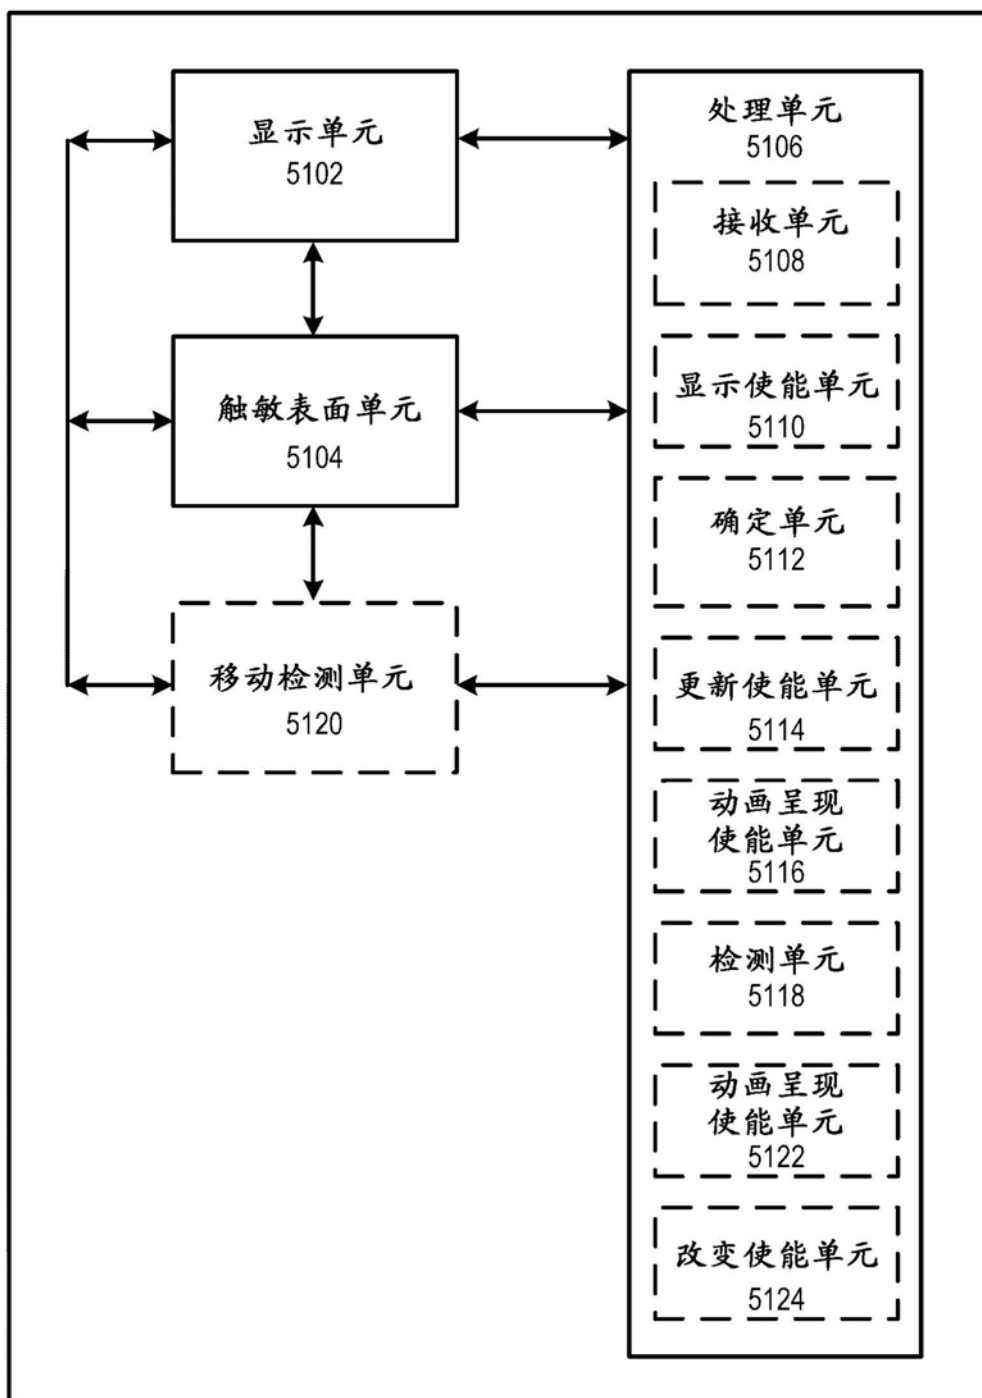 显示单元
5102
触敏表面单元
5104
移动检测单元
5120
处理单元
5106
接收单元
5108
显示使能单元
5110
确定单元
5112
更新使能单元
5114
动画呈现
使能单元
5116
检测单元
5118
动画呈现
使能单元
5122
改变使能单元
5124